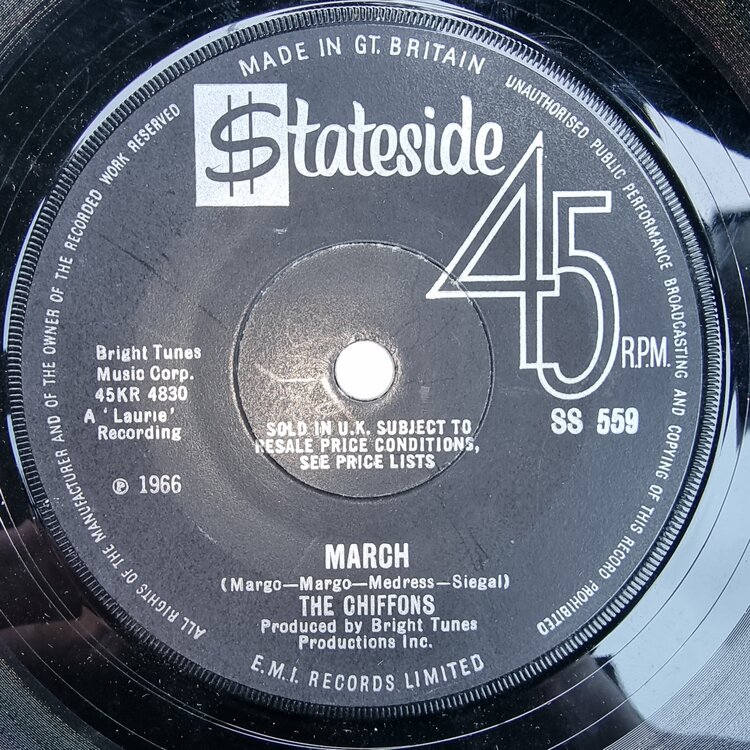 MADE IN GT. BRITAIN
UNAUTHORISED PUBLIC PERFORMANCE BROADCASTING AND COPYING OF THIS RECORD PROHIBITED
ALL RIGHTS OF THE MANUFACTURER AND OF THE OWNER OF THE RECORDED WORK RESERVED
$tateside
45
R.P.M.
SS 559
Bright Tunes
Music Corp.
45KR 4830
A 'Laurie'
Recording
℗ 1966
SOLD IN U.K. SUBJECT TO
RESALE PRICE CONDITIONS,
SEE PRICE LISTS
MARCH
(Margo—Margo—Medress—Siegal)
THE CHIFFONS
Produced by Bright Tunes
Productions Inc.
E.M.I. RECORDS LIMITED